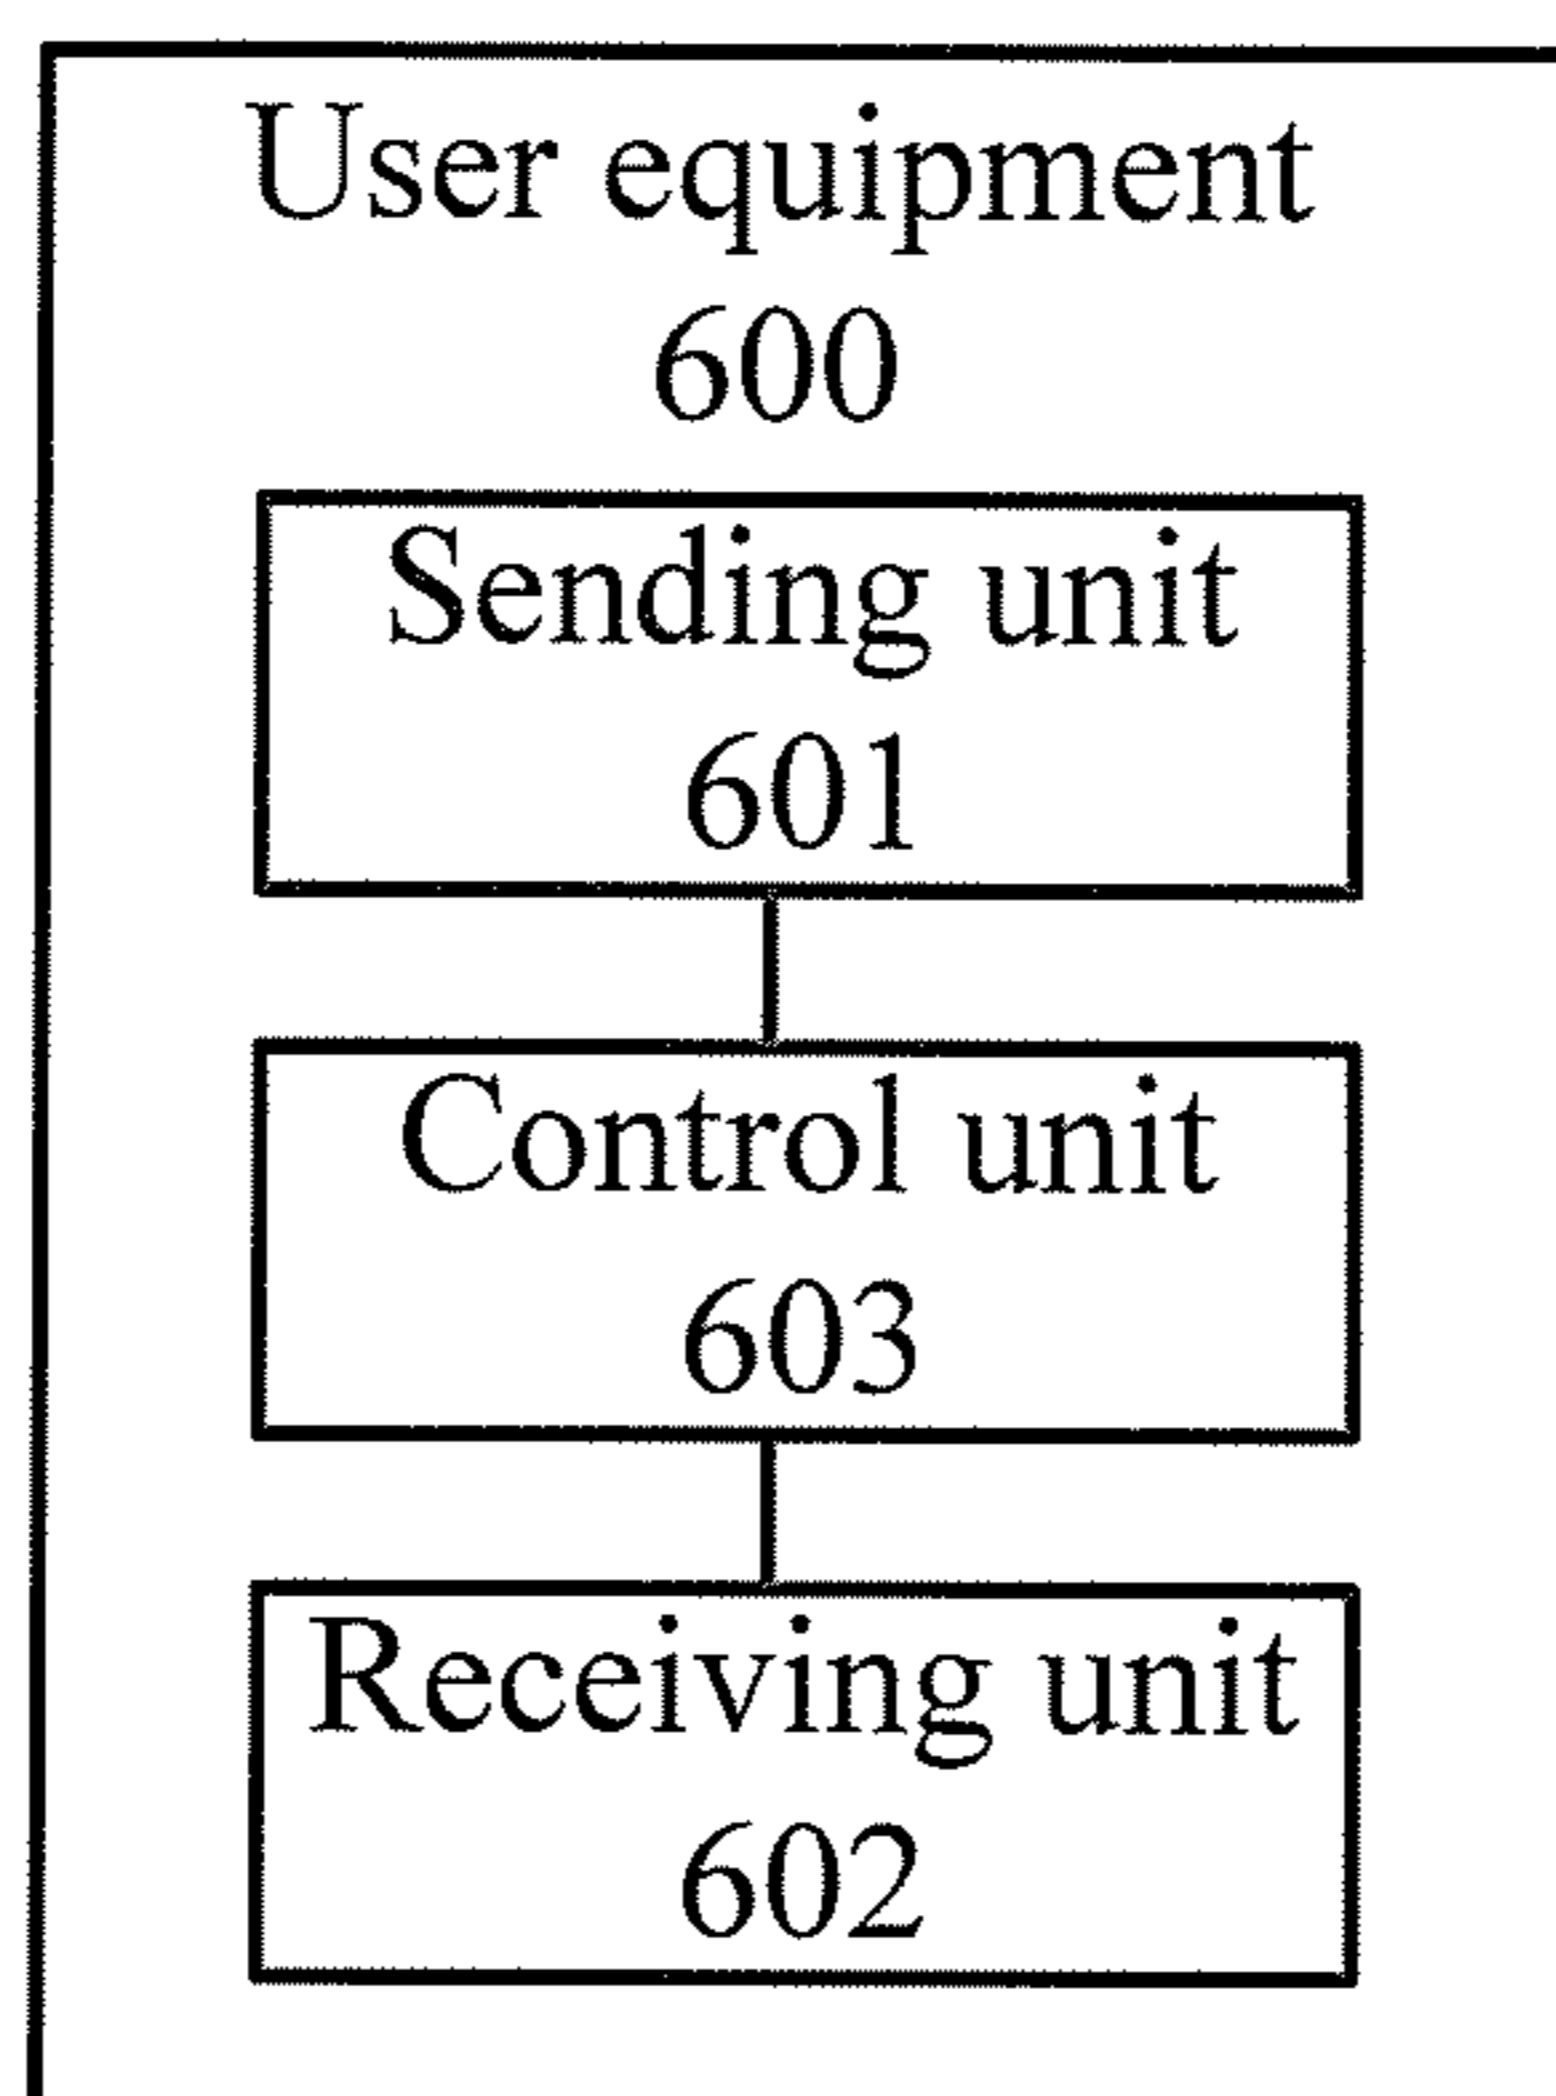 User equipment
600
Sending unit
601
Control unit
603
Receiving unit
602